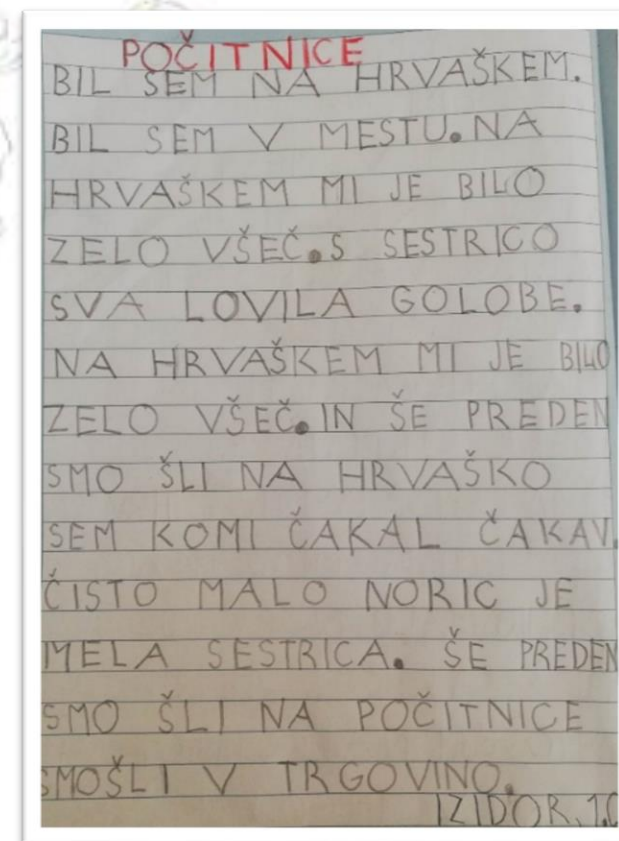 POČITNICE
BIL SEM NA HRVAŠKEM.
BIL SEM V MESTU. NA
HRVAŠKEM MI JE BILO
ZELO VŠEČ. S SESTRICO
SVA LOVILA GOLOBE.
NA HRVAŠKEM MI JE BILO
ZELO VŠEČ. IN ŠE PREDEN
SMO ŠLI NA HRVAŠKO
SEM KOMI ČAKAL ČAKAV.
ČISTO MALO NORIC JE
MELA SESTRICA. ŠE PREDEN
SMO ŠLI NA POČITNICE
SMOŠLI V TRGOVINO.
IZIDOR, 1.C